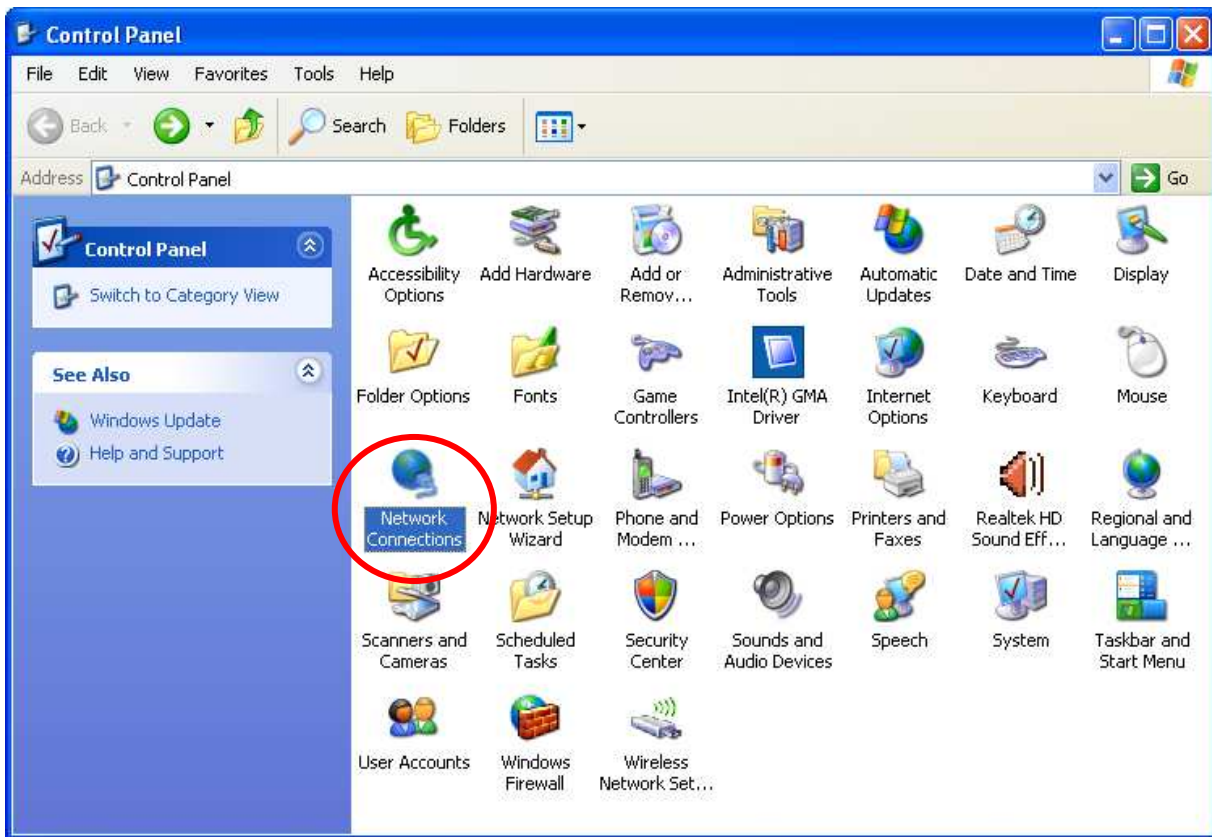 Control Panel
File Edit View Favorites Tools Help
Back Search Folders
Address Control Panel Go
Control Panel
Switch to Category View
See Also
Windows Update
Help and Support
Accessibility Options
Add Hardware
Add or Remov...
Administrative Tools
Automatic Updates
Date and Time
Display
Folder Options
Fonts
Game Controllers
Intel(R) GMA Driver
Internet Options
Keyboard
Mouse
Network Connections
Network Setup Wizard
Phone and Modem ...
Power Options
Printers and Faxes
Realtek HD Sound Eff...
Regional and Language ...
Scanners and Cameras
Scheduled Tasks
Security Center
Sounds and Audio Devices
Speech
System
Taskbar and Start Menu
User Accounts
Windows Firewall
Wireless Network Set...